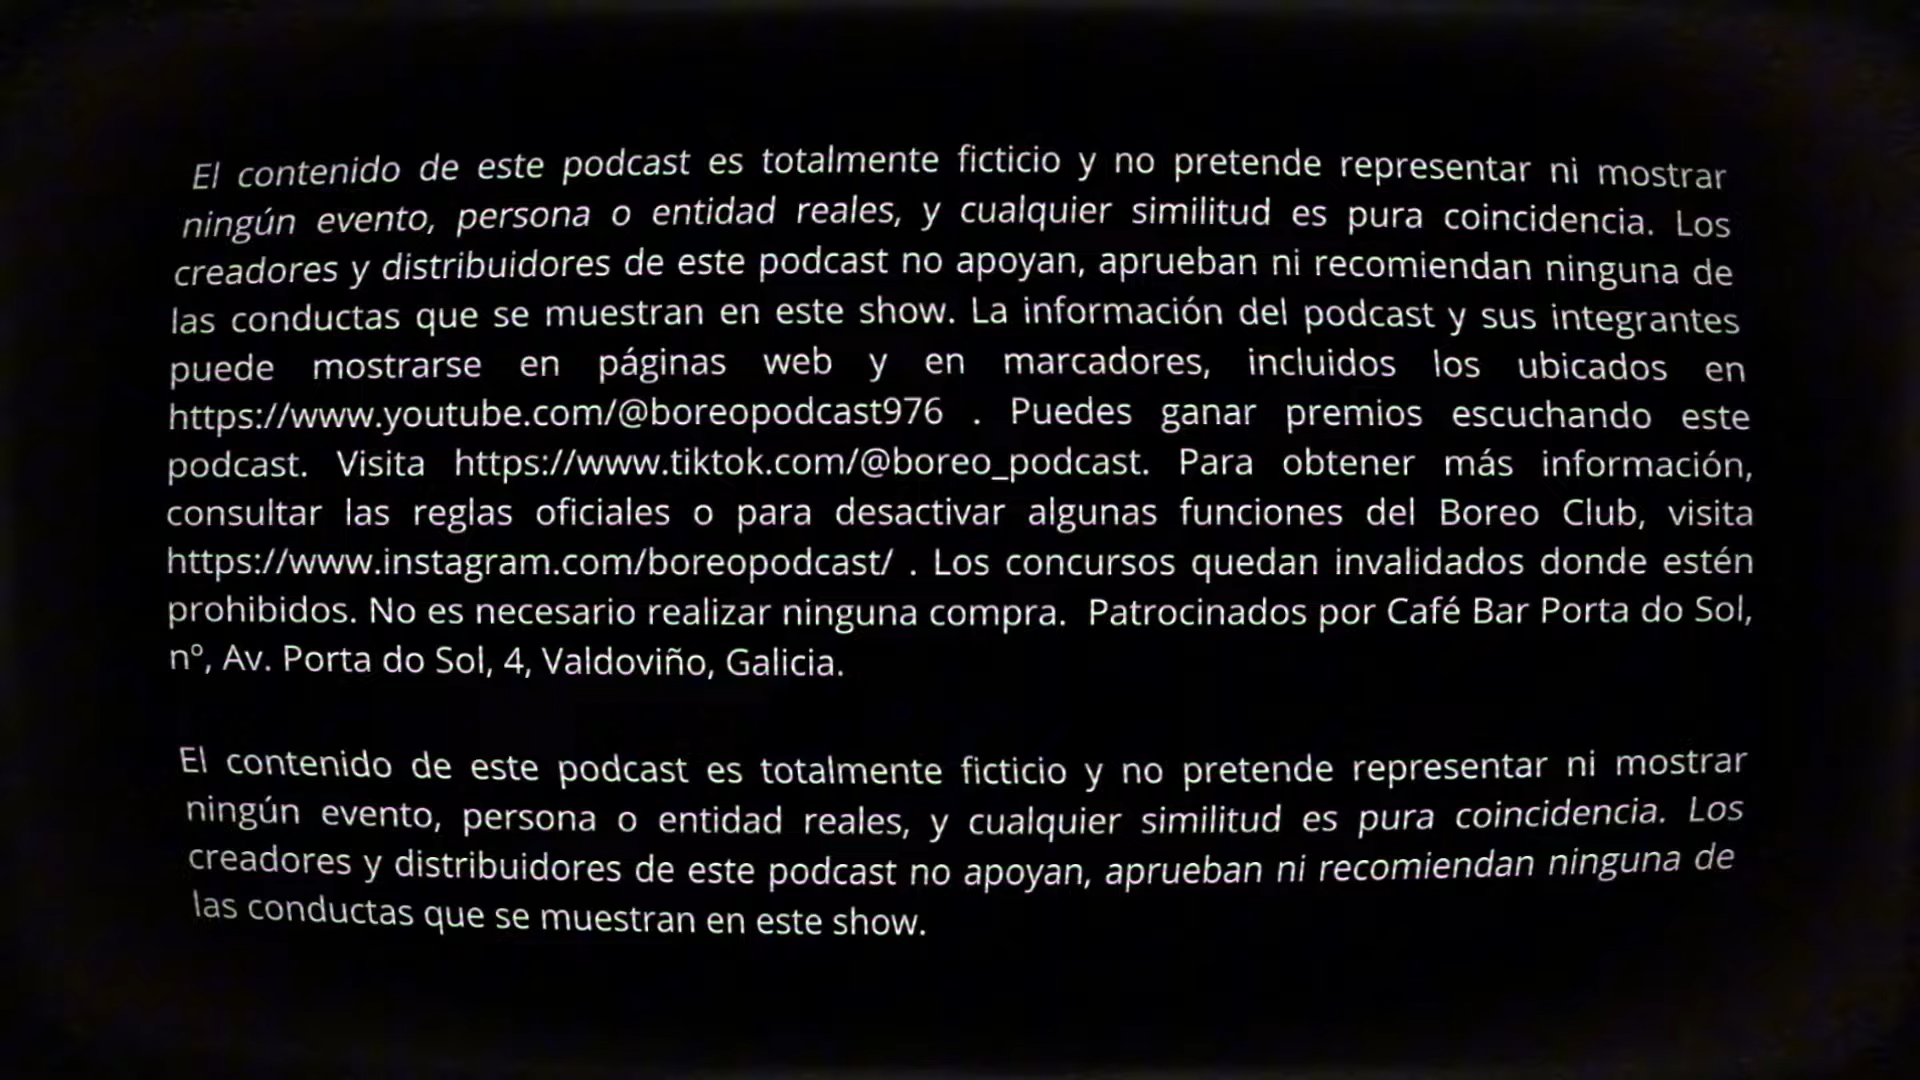 El contenido de este podcast es totalmente ficticio y no pretende representar ni mostrar
ningún evento, persona o entidad reales, y cualquier similitud es pura coincidencia. Los
creadores y distribuidores de este podcast no apoyan, aprueban ni recomiendan ninguna de
las conductas que se muestran en este show. La información del podcast y sus integrantes
puede mostrarse en páginas web y en marcadores, incluidos los ubicados en
https://www.youtube.com/@boreopodcast976 . Puedes ganar premios escuchando este
podcast. Visita https://www.tiktok.com/@boreo_podcast. Para obtener más información,
consultar las reglas oficiales o para desactivar algunas funciones del Boreo Club, visita
https://www.instagram.com/boreopodcast/ . Los concursos quedan invalidados donde estén
prohibidos. No es necesario realizar ninguna compra. Patrocinados por Café Bar Porta do Sol,
nº, Av. Porta do Sol, 4, Valdoviño, Galicia.
El contenido de este podcast es totalmente ficticio y no pretende representar ni mostrar
ningún evento, persona o entidad reales, y cualquier similitud es pura coincidencia. Los
creadores y distribuidores de este podcast no apoyan, aprueban ni recomiendan ninguna de
las conductas que se muestran en este show.